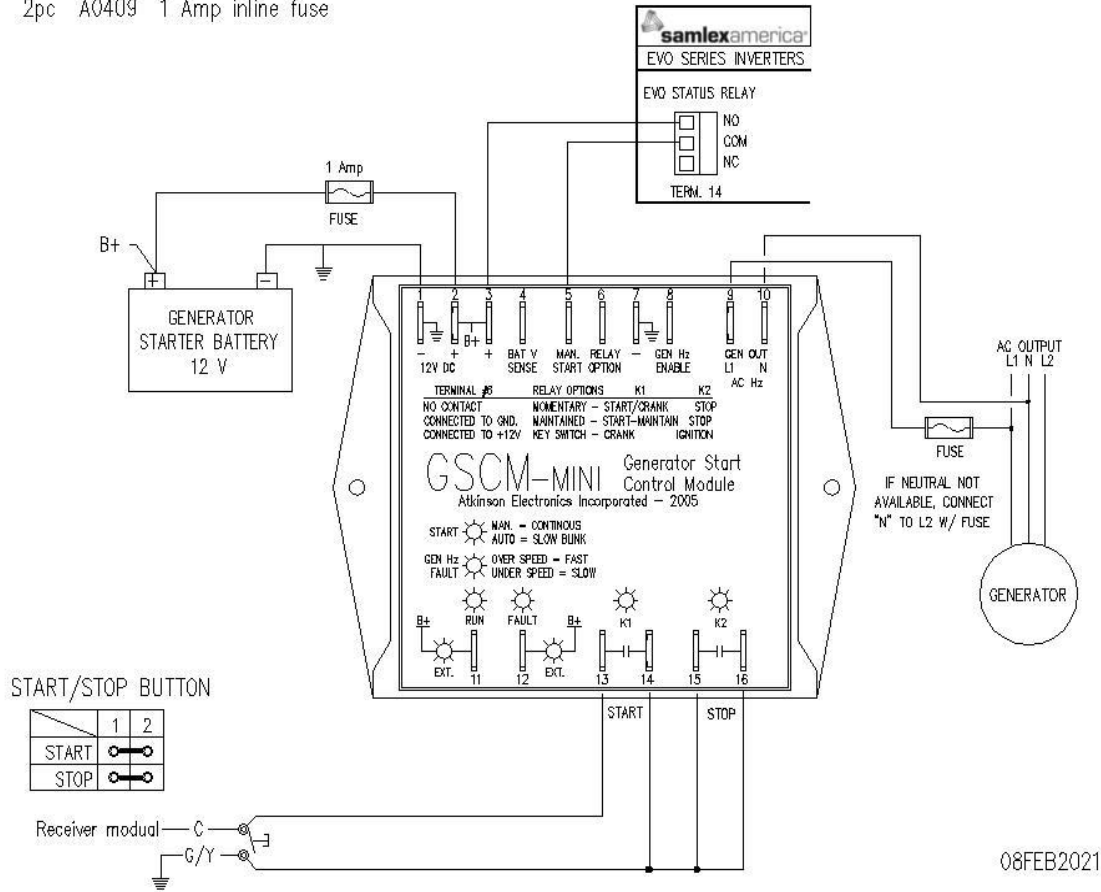 2pc A0409 1 Amp inline fuse
samlexamerica
EVO SERIES INVERTERS
EVO STATUS RELAY
NO
COM
NC
TERM. 14
1 Amp
FUSE
B+
+ -
GENERATOR
STARTER BATTERY
12 V
1 2 3 4 5 6 7 8 9 10
B+
- + + BAT V MAN. RELAY - GEN Hz GEN OUT
12V DC SENSE START OPTION ENABLE L1 N
AC Hz
TERMINAL #6 RELAY OPTIONS K1 K2
NO CONTACT MOMENTARY - START/CRANK STOP
CONNECTED TO GND. MAINTAINED - START-MAINTAIN STOP
CONNECTED TO +12V KEY SWITCH - CRANK IGNITION
GSCM-MINI Generator Start
Control Module
Atkinson Electronics Incorporated - 2005
START MAN. = CONTINOUS
AUTO = SLOW BLINK
GEN Hz OVER SPEED = FAST
FAULT UNDER SPEED = SLOW
B+ RUN FAULT B+ K1 K2
EXT. 11 12 EXT. 13 14 15 16
START STOP
AC OUTPUT
L1 N L2
FUSE
IF NEUTRAL NOT
AVAILABLE, CONNECT
"N" TO L2 W/ FUSE
GENERATOR
START/STOP BUTTON
1 2
START
STOP
Receiver modual C
G/Y
08FEB2021